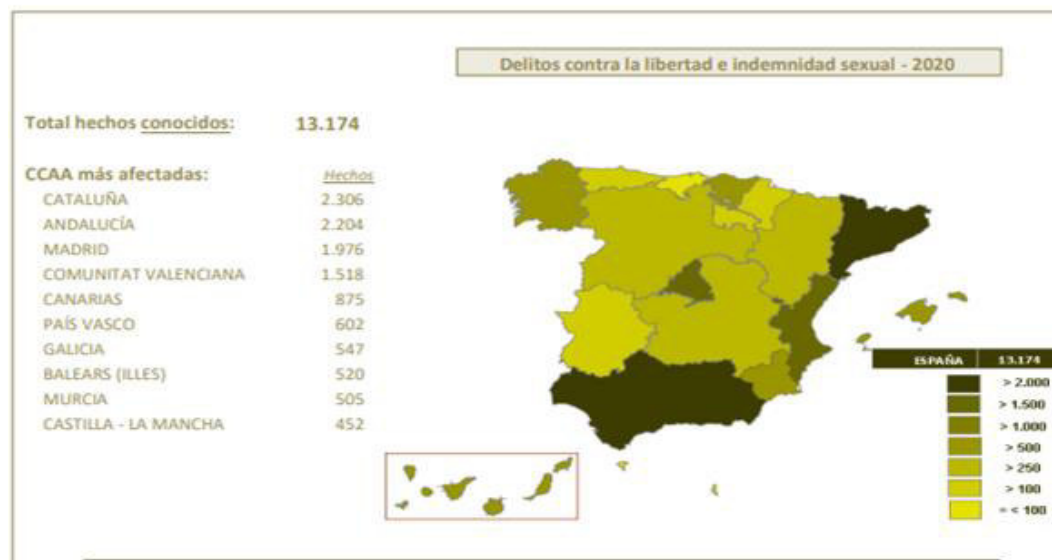 Delitos contra la libertad e indemnidad sexual - 2020
Total hechos conocidos: 13.174
CCAA más afectadas: Hechos
CATALUÑA 2.306
ANDALUCÍA 2.204
MADRID 1.976
COMUNITAT VALENCIANA 1.518
CANARIAS 875
PAÍS VASCO 602
GALICIA 547
BALEARS (ILLES) 520
MURCIA 505
CASTILLA - LA MANCHA 452
ESPAÑA 13.174
> 2.000
> 1.500
> 1.000
> 500
> 250
> 100
= < 100